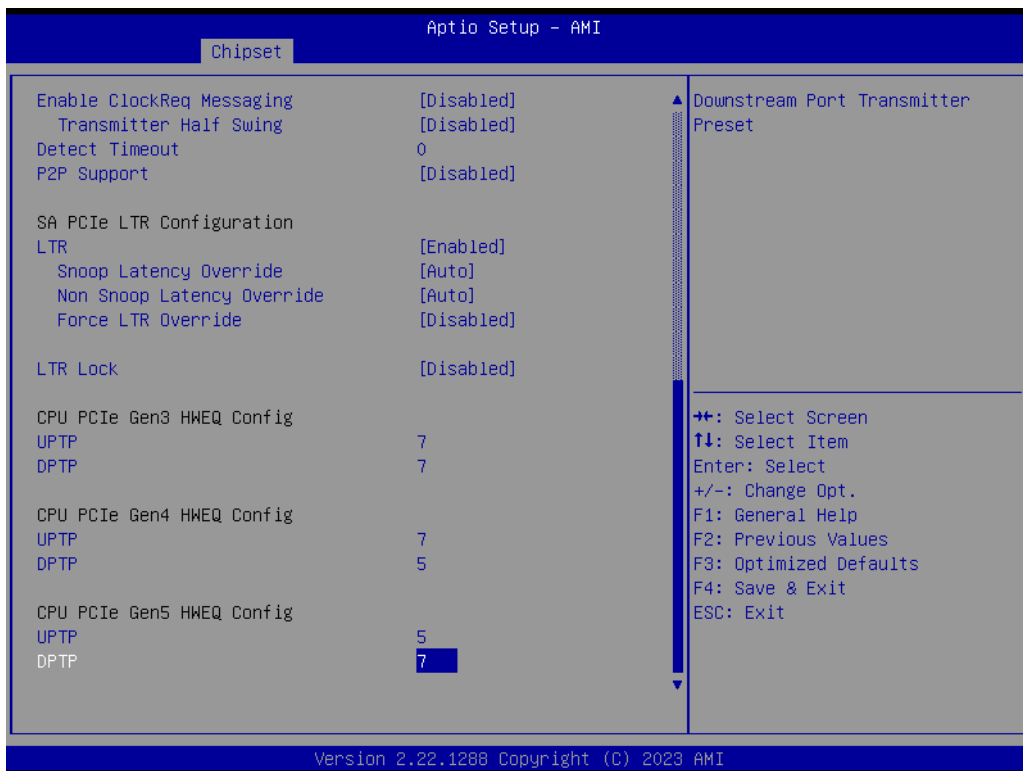 Aptio Setup – AMI
Chipset
Enable ClockReq Messaging [Disabled]
Transmitter Half Swing [Disabled]
Detect Timeout 0
P2P Support [Disabled]
SA PCIe LTR Configuration
LTR [Enabled]
Snoop Latency Override [Auto]
Non Snoop Latency Override [Auto]
Force LTR Override [Disabled]
LTR Lock [Disabled]
CPU PCIe Gen3 HWEQ Config
UPTP 7
DPTP 7
CPU PCIe Gen4 HWEQ Config
UPTP 7
DPTP 5
CPU PCIe Gen5 HWEQ Config
UPTP 5
DPTP 7
Downstream Port Transmitter
Preset
→←: Select Screen
↑↓: Select Item
Enter: Select
+/-: Change Opt.
F1: General Help
F2: Previous Values
F3: Optimized Defaults
F4: Save & Exit
ESC: Exit
Version 2.22.1288 Copyright (C) 2023 AMI